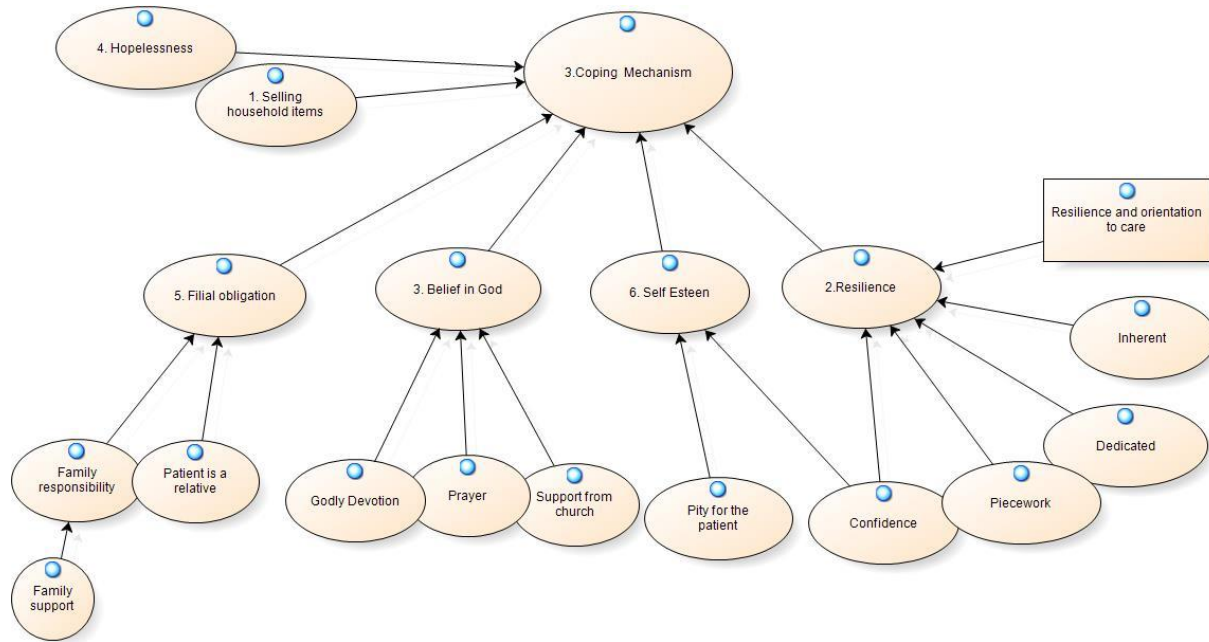 4. Hopelessness
3.Coping Mechanism
1. Selling
household items
Resilience and orientation
to care
5. Filial obligation
3. Belief in God
6. Self Esteen
2.Resilience
Inherent
Dedicated
Family
responsibility
Patient is a
relative
Godly Devotion
Prayer
Support from
church
Pity for the
patient
Confidence
Piecework
Family
support